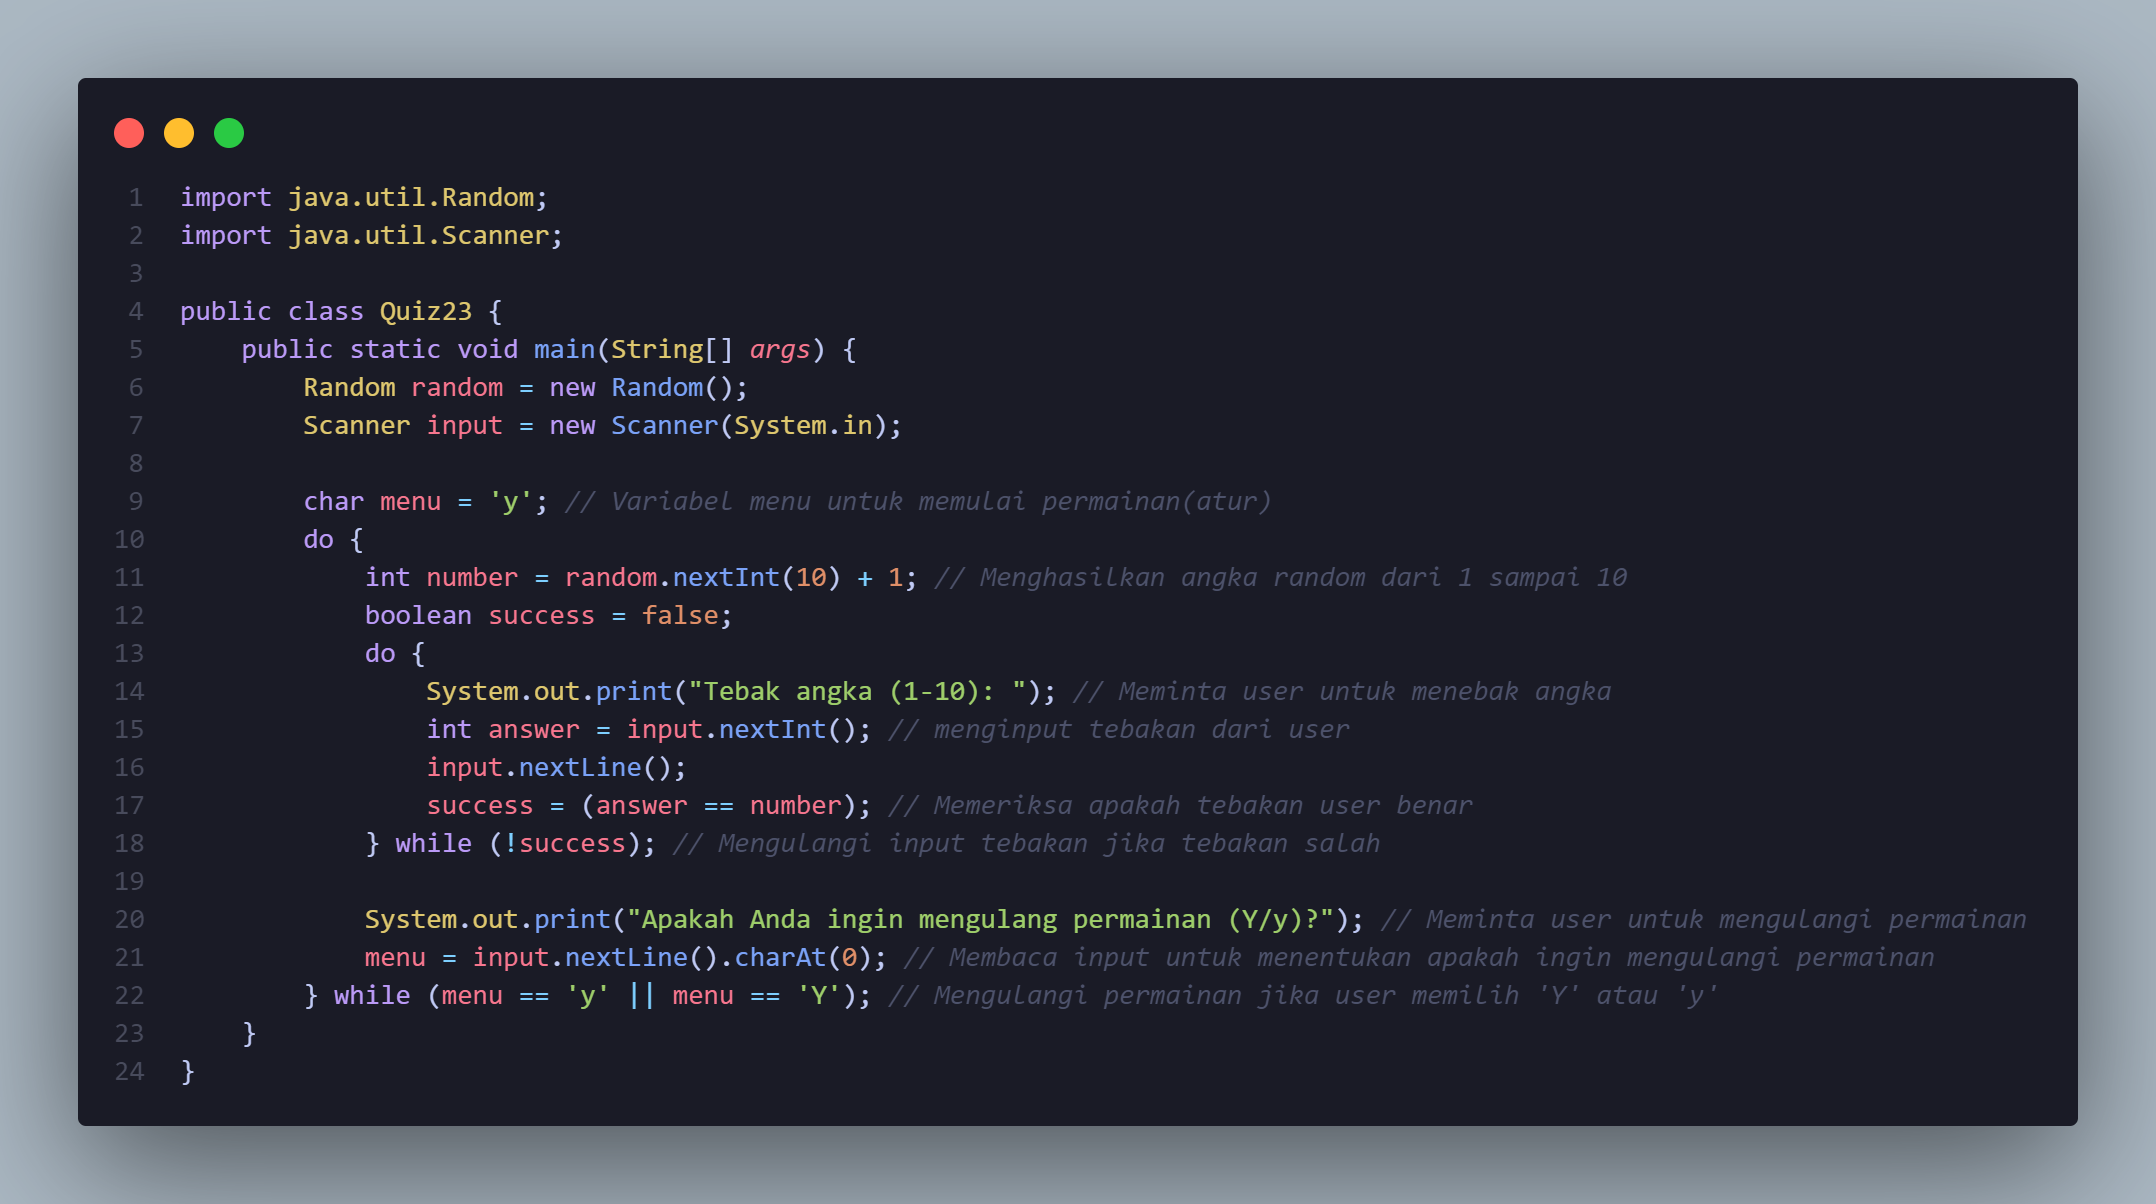 1 import java.util.Random;
2 import java.util.Scanner;
3
4 public class Quiz23 {
5     public static void main(String[] args) {
6         Random random = new Random();
7         Scanner input = new Scanner(System.in);
8
9         char menu = 'y'; // Variabel menu untuk memulai permainan(atur)
10         do {
11             int number = random.nextInt(10) + 1; // Menghasilkan angka random dari 1 sampai 10
12             boolean success = false;
13             do {
14                 System.out.print("Tebak angka (1-10): "); // Meminta user untuk menebak angka
15                 int answer = input.nextInt(); // menginput tebakan dari user
16                 input.nextLine();
17                 success = (answer == number); // Memeriksa apakah tebakan user benar
18             } while (!success); // Mengulangi input tebakan jika tebakan salah
19
20             System.out.print("Apakah Anda ingin mengulang permainan (Y/y)?"); // Meminta user untuk mengulangi permainan
21             menu = input.nextLine().charAt(0); // Membaca input untuk menentukan apakah ingin mengulangi permainan
22         } while (menu == 'y' || menu == 'Y'); // Mengulangi permainan jika user memilih 'Y' atau 'y'
23     }
24 }